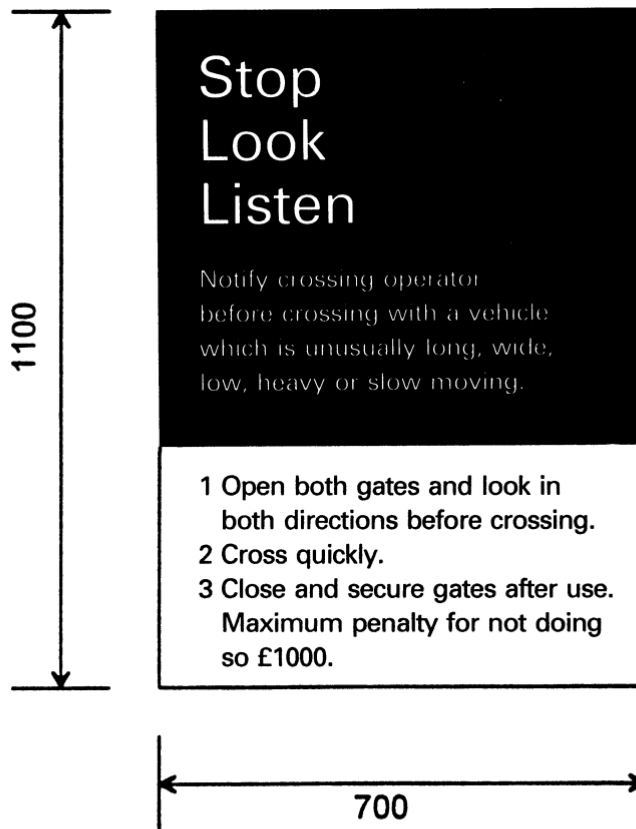 Stop
Look
Listen
Notify crossing operator
before crossing with a vehicle
which is unusually long, wide,
low, heavy or slow moving.
1 Open both gates and look in
both directions before crossing.
2 Cross quickly.
3 Close and secure gates after use.
Maximum penalty for not doing
so £1000.
1100
700